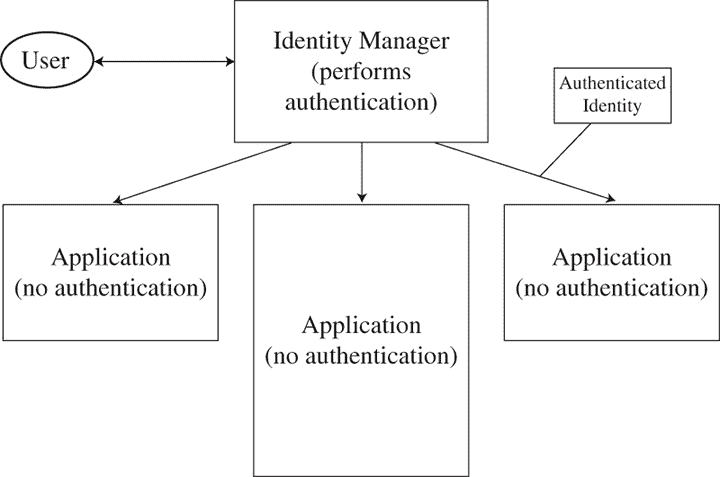 User
Identity Manager
(performs
authentication)
Authenticated
Identity
Application
(no authentication)
Application
(no authentication)
Application
(no authentication)